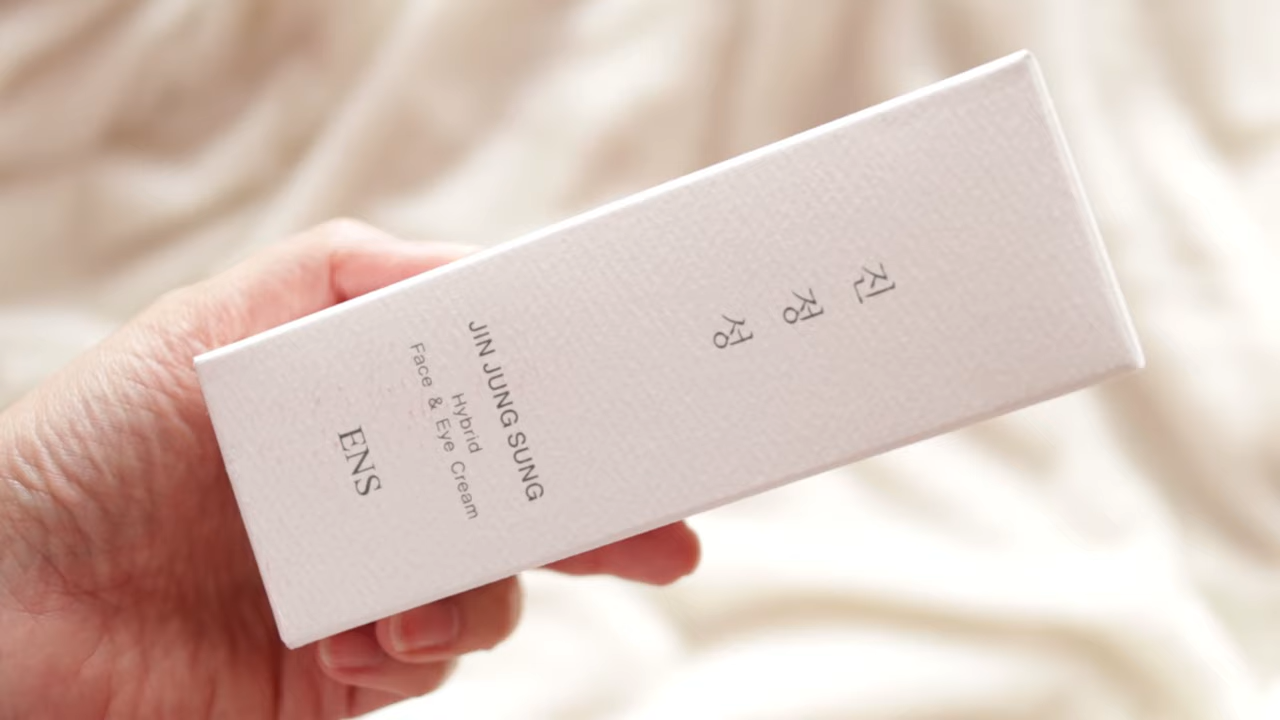 진
정
성
JIN JUNG SUNG
Hybrid
Face & Eye Cream
ENS